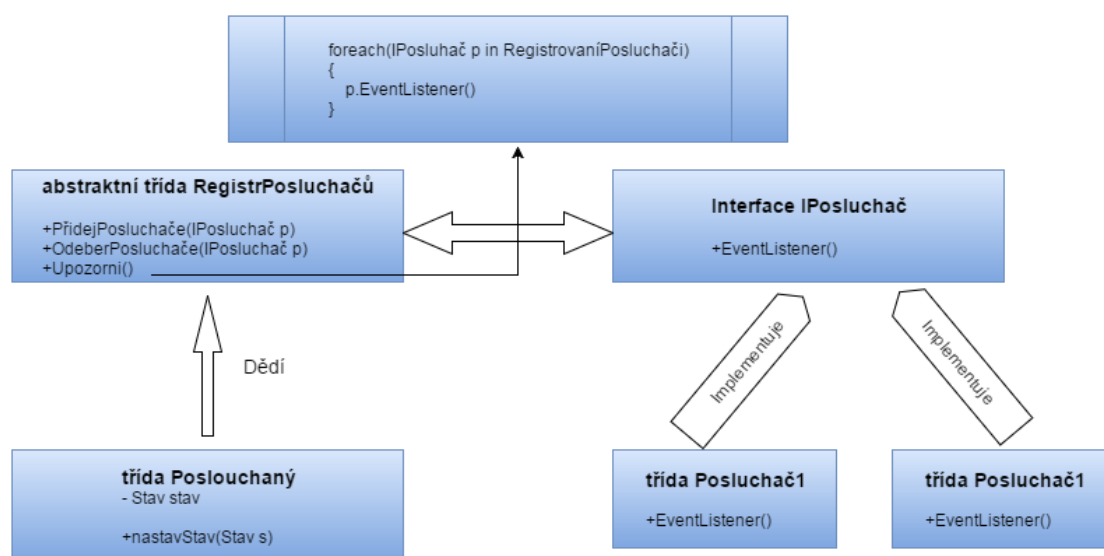 foreach(IPosluhač p in RegistrovaníPosluchači)
{
p.EventListener()
}
abstraktní třída RegistrPosluchačů
+PřidejPosluchače(IPosluchač p)
+OdeberPosluchače(IPosluchač p)
+Upozorni()
Interface IPosluchač
+EventListener()
Dědí
Implementuje
Implementuje
třída Poslouchaný
- Stav stav
+nastavStav(Stav s)
třída Posluchač1
+EventListener()
třída Posluchač1
+EventListener()